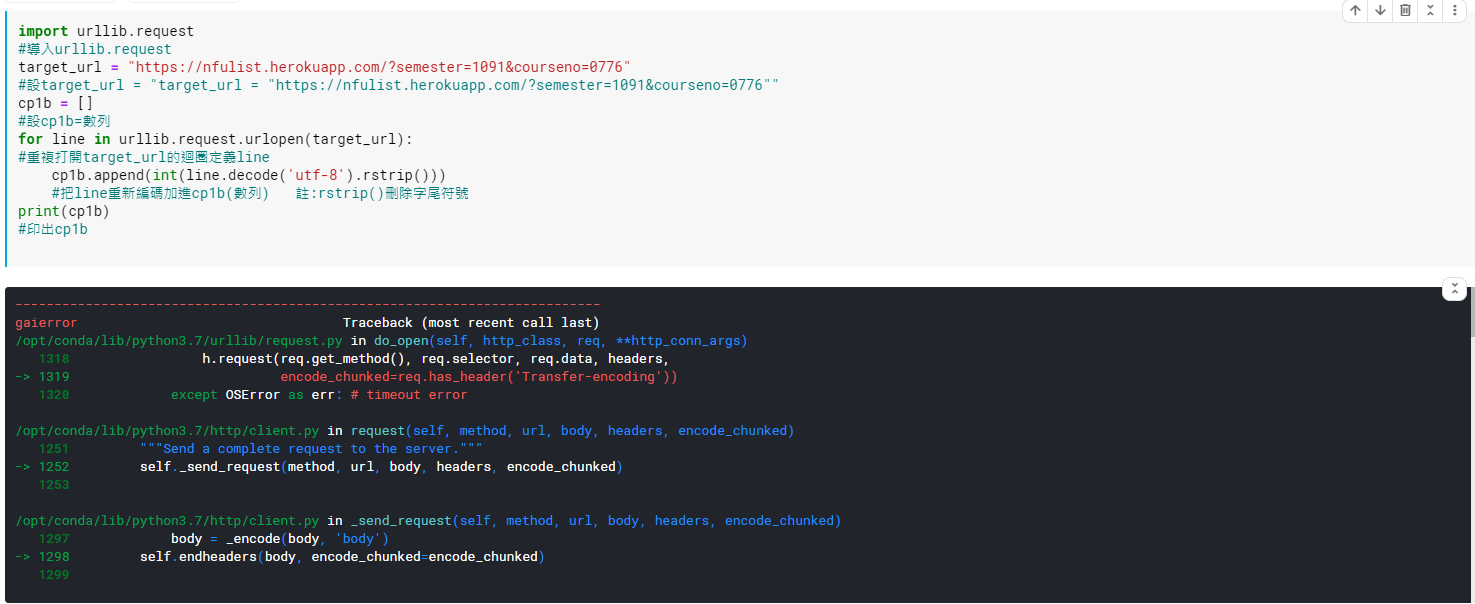 import urllib.request
#導入urllib.request
target_url = "https://nfulist.herokuapp.com/?semester=1091&courseno=0776"
#設target_url = "target_url = "https://nfulist.herokuapp.com/?semester=1091&courseno=0776""
cp1b = []
#設cp1b=數列
for line in urllib.request.urlopen(target_url):
#重複打開target_url的迴圈定義line
    cp1b.append(int(line.decode('utf-8').rstrip()))
    #把line重新編碼加進cp1b(數列)   註:rstrip()刪除字尾符號
print(cp1b)
#印出cp1b
---------------------------------------------------------------------------
gaierror                                  Traceback (most recent call last)
/opt/conda/lib/python3.7/urllib/request.py in do_open(self, http_class, req, **http_conn_args)
   1318                 h.request(req.get_method(), req.selector, req.data, headers,
-> 1319                           encode_chunked=req.has_header('Transfer-encoding'))
   1320             except OSError as err: # timeout error
/opt/conda/lib/python3.7/http/client.py in request(self, method, url, body, headers, encode_chunked)
   1251         """Send a complete request to the server."""
-> 1252         self._send_request(method, url, body, headers, encode_chunked)
   1253
/opt/conda/lib/python3.7/http/client.py in _send_request(self, method, url, body, headers, encode_chunked)
   1297             body = _encode(body, 'body')
-> 1298         self.endheaders(body, encode_chunked=encode_chunked)
   1299